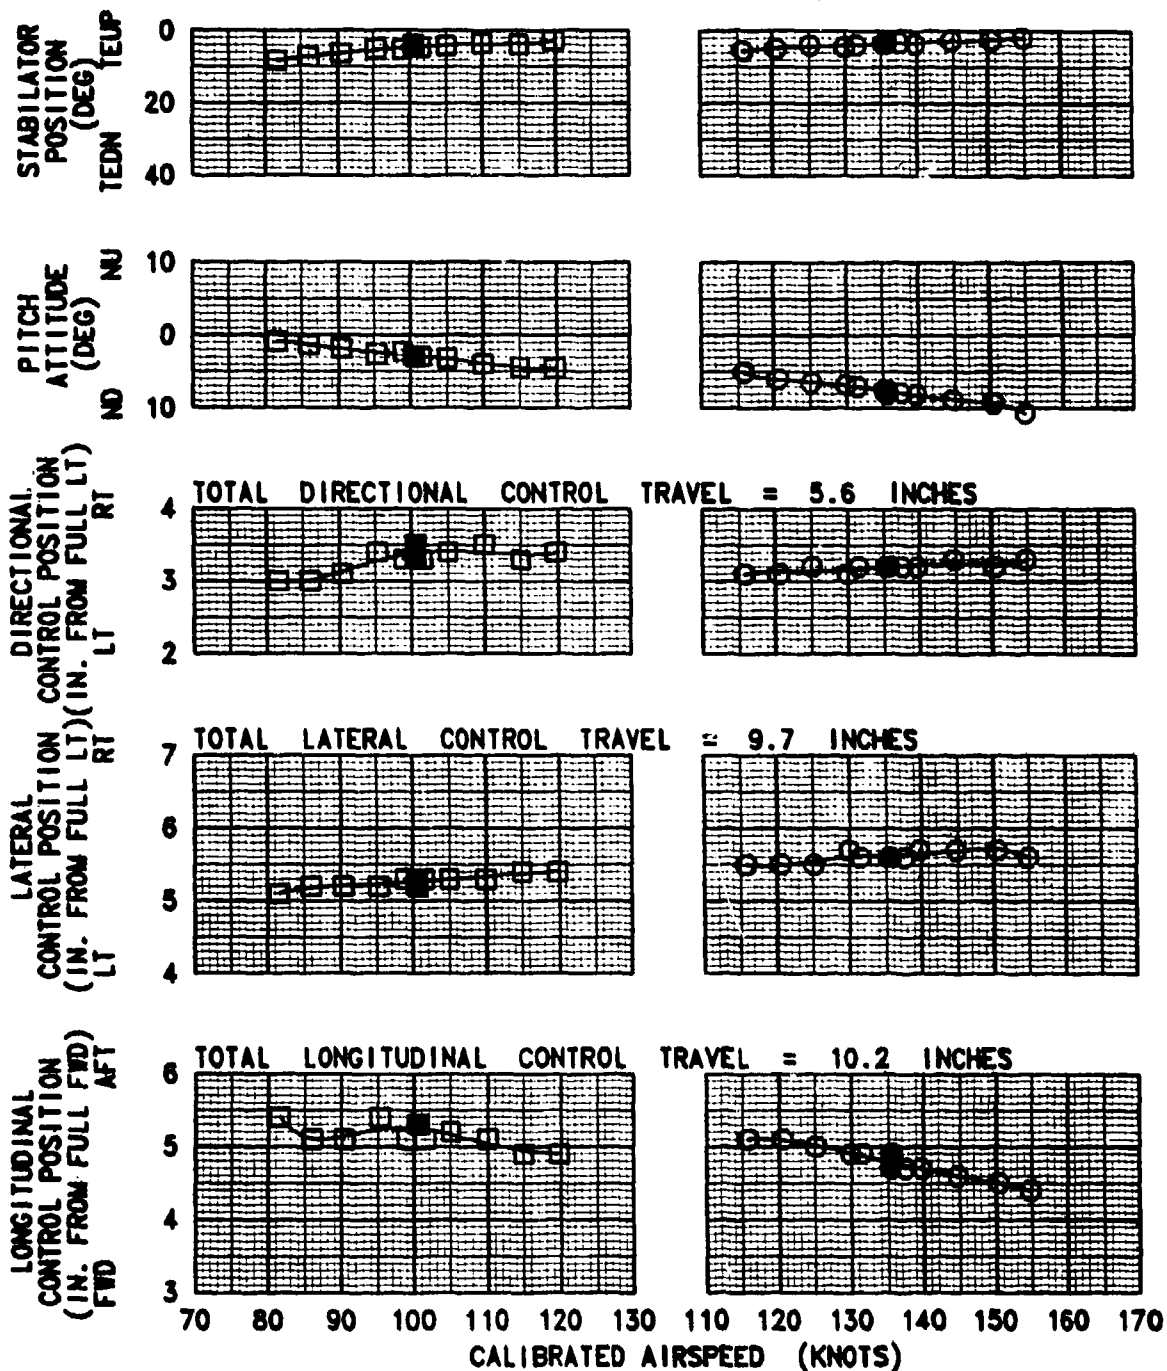 STABILATOR
POSITION
(DEG)
TEDN TEUP
0
20
40
PITCH
ATTITUDE
(DEG)
ND NU
10
0
10
DIRECTIONAL
CONTROL POSITION
(IN. FROM FULL LT)
LT RT
TOTAL DIRECTIONAL CONTROL TRAVEL = 5.6 INCHES
4
3
2
LATERAL
CONTROL POSITION
(IN. FROM FULL LT)
LT RT
TOTAL LATERAL CONTROL TRAVEL = 9.7 INCHES
7
6
5
4
LONGITUDINAL
CONTROL POSITION
(IN. FROM FULL FWD)
FWD AFT
TOTAL LONGITUDINAL CONTROL TRAVEL = 10.2 INCHES
6
5
4
3
70 80 90 100 110 120 130 110 120 130 140 150 160 170
CALIBRATED AIRSPEED (KNOTS)